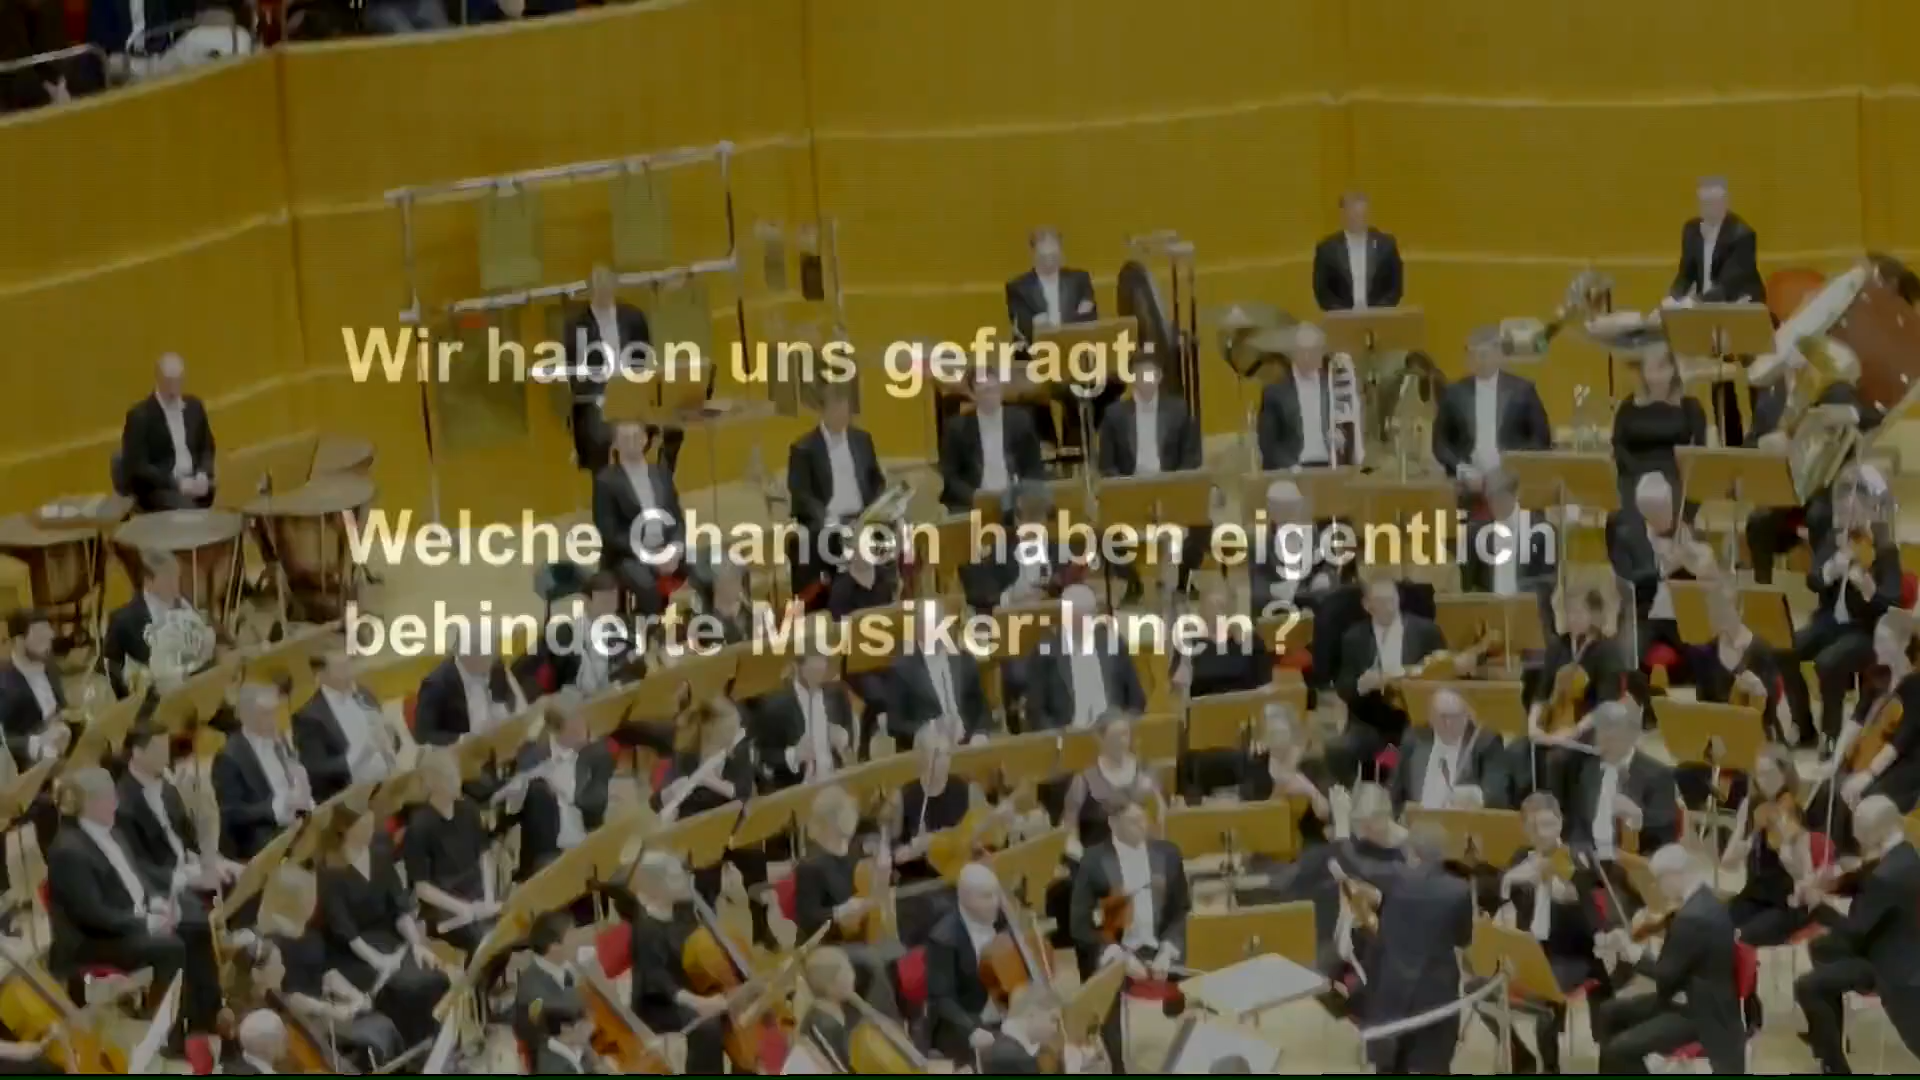 Wir haben uns gefragt:
Welche Chancen haben eigentlich
behinderte Musiker:Innen?